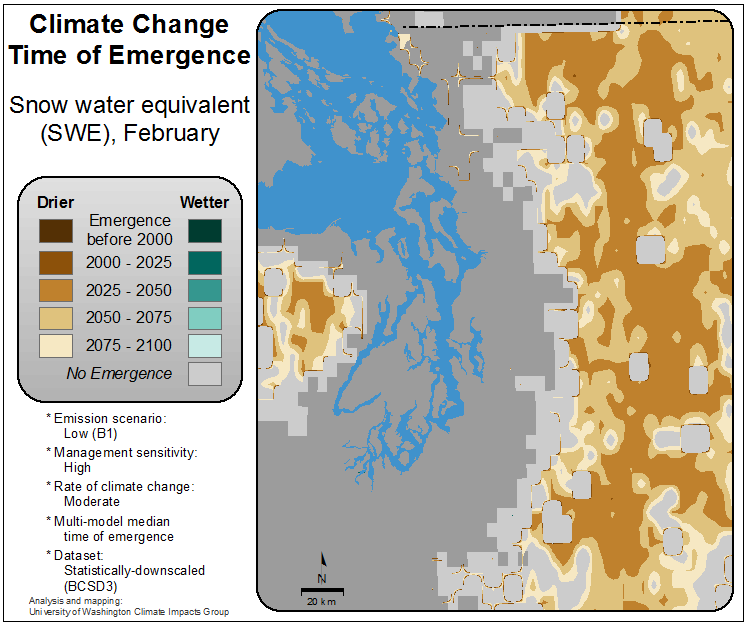 Climate Change
Time of Emergence
Snow water equivalent
(SWE), February
Drier
Wetter
Emergence
before 2000
2000 - 2025
2025 - 2050
2050 - 2075
2075 - 2100
No Emergence
* Emission scenario:
Low (B1)
* Management sensitivity:
High
* Rate of climate change:
Moderate
* Multi-model median
time of emergence
* Dataset:
Statistically-downscaled
(BCSD3)
Analysis and mapping:
University of Washington Climate Impacts Group
N
20 km